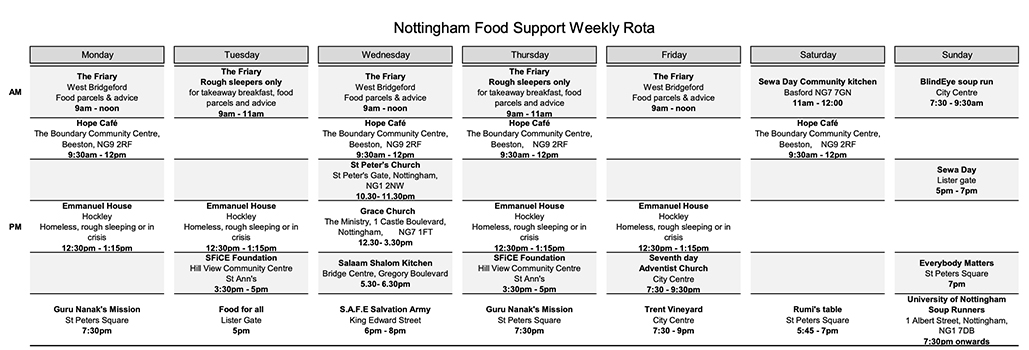 Nottingham Food Support Weekly Rota
Monday
Tuesday
Wednesday
Thursday
Friday
Saturday
Sunday
AM
The Friary
West Bridgeford
Food parcels & advice
9am - noon
The Friary
Rough sleepers only
for takeaway breakfast, food
parcels and advice
9am - 11am
The Friary
West Bridgeford
Food parcels & advice
9am - noon
The Friary
Rough sleepers only
for takeaway breakfast, food
parcels and advice
9am - 11am
The Friary
West Bridgeford
Food parcels & advice
9am - noon
Sewa Day Community kitchen
Basford NG7 7GN
11am - 12:00
BlindEye soup run
City Centre
7:30 - 9:30am
Hope Café
The Boundary Community Centre,
Beeston, NG9 2RF
9:30am - 12pm
Hope Café
The Boundary Community Centre,
Beeston, NG9 2RF
9:30am - 12pm
Hope Café
The Boundary Community Centre,
Beeston, NG9 2RF
9:30am - 12pm
Hope Café
The Boundary Community Centre,
Beeston, NG9 2RF
9:30am - 12pm
St Peter's Church
St Peter's Gate, Nottingham,
NG1 2NW
10.30- 11.30pm
Sewa Day
Lister gate
5pm - 7pm
PM
Emmanuel House
Hockley
Homeless, rough sleeping or in
crisis
12:30pm - 1:15pm
Emmanuel House
Hockley
Homeless, rough sleeping or in
crisis
12:30pm - 1:15pm
Grace Church
The Ministry, 1 Castle Boulevard,
Nottingham, NG7 1FT
12.30- 3.30pm
Emmanuel House
Hockley
Homeless, rough sleeping or in
crisis
12:30pm - 1:15pm
Emmanuel House
Hockley
Homeless, rough sleeping or in
crisis
12:30pm - 1:15pm
SFiCE Foundation
Hill View Community Centre
St Ann's
3:30pm - 5pm
Salaam Shalom Kitchen
Bridge Centre, Gregory Boulevard
5.30- 6.30pm
SFiCE Foundation
Hill View Community Centre
St Ann's
3:30pm - 5pm
Seventh day
Adventist Church
City Centre
7:30 - 9:30pm
Everybody Matters
St Peters Square
7pm
Guru Nanak's Mission
St Peters Square
7:30pm
Food for all
Lister Gate
5pm
S.A.F.E Salvation Army
King Edward Street
6pm - 8pm
Guru Nanak's Mission
St Peters Square
7:30pm
Trent Vineyard
City Centre
7:30 - 9pm
Rumi's table
St Peters Square
5:45 - 7pm
University of Nottingham
Soup Runners
1 Albert Street, Nottingham,
NG1 7DB
7:30pm onwards